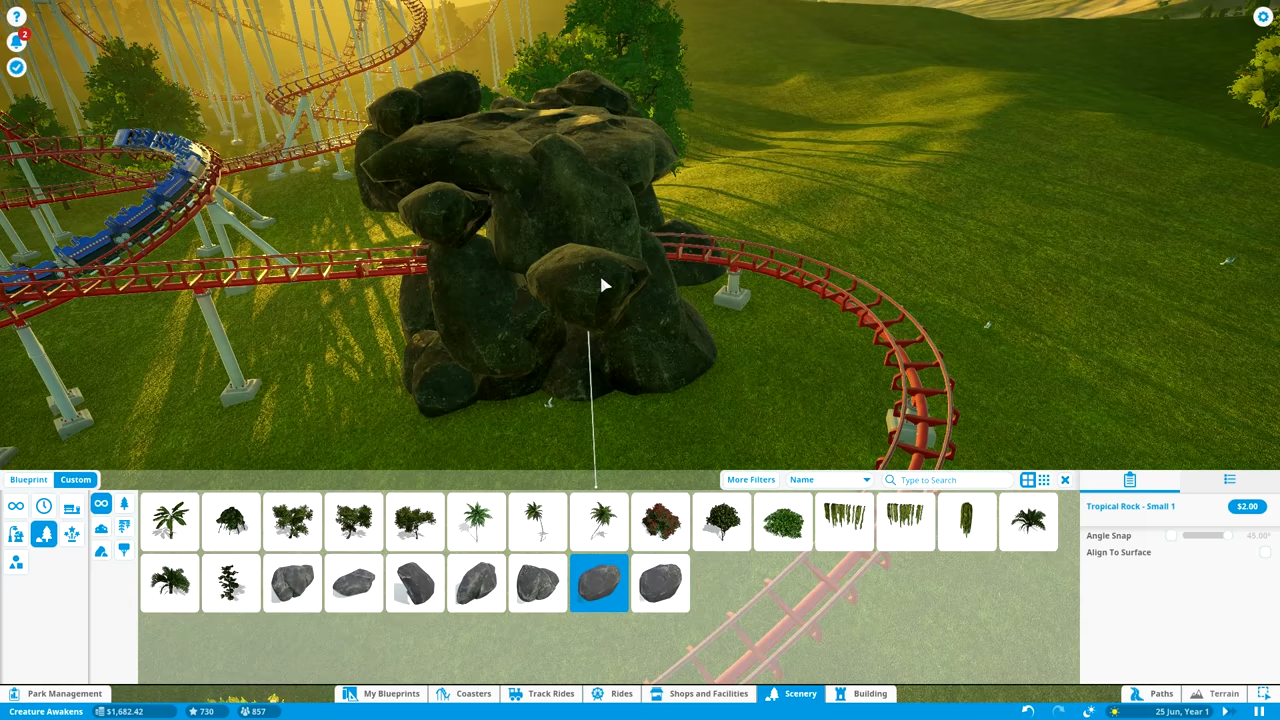 2
Blueprint Custom More Filters Name Type to Search
Tropical Rock - Small 1 $2.00
Angle Snap 45.00°
Align To Surface
Park Management My Blueprints Coasters Track Rides Rides Shops and Facilities Scenery Building Paths Terrain
Creature Awakens $1,682.42 730 857 25 Jun, Year 1